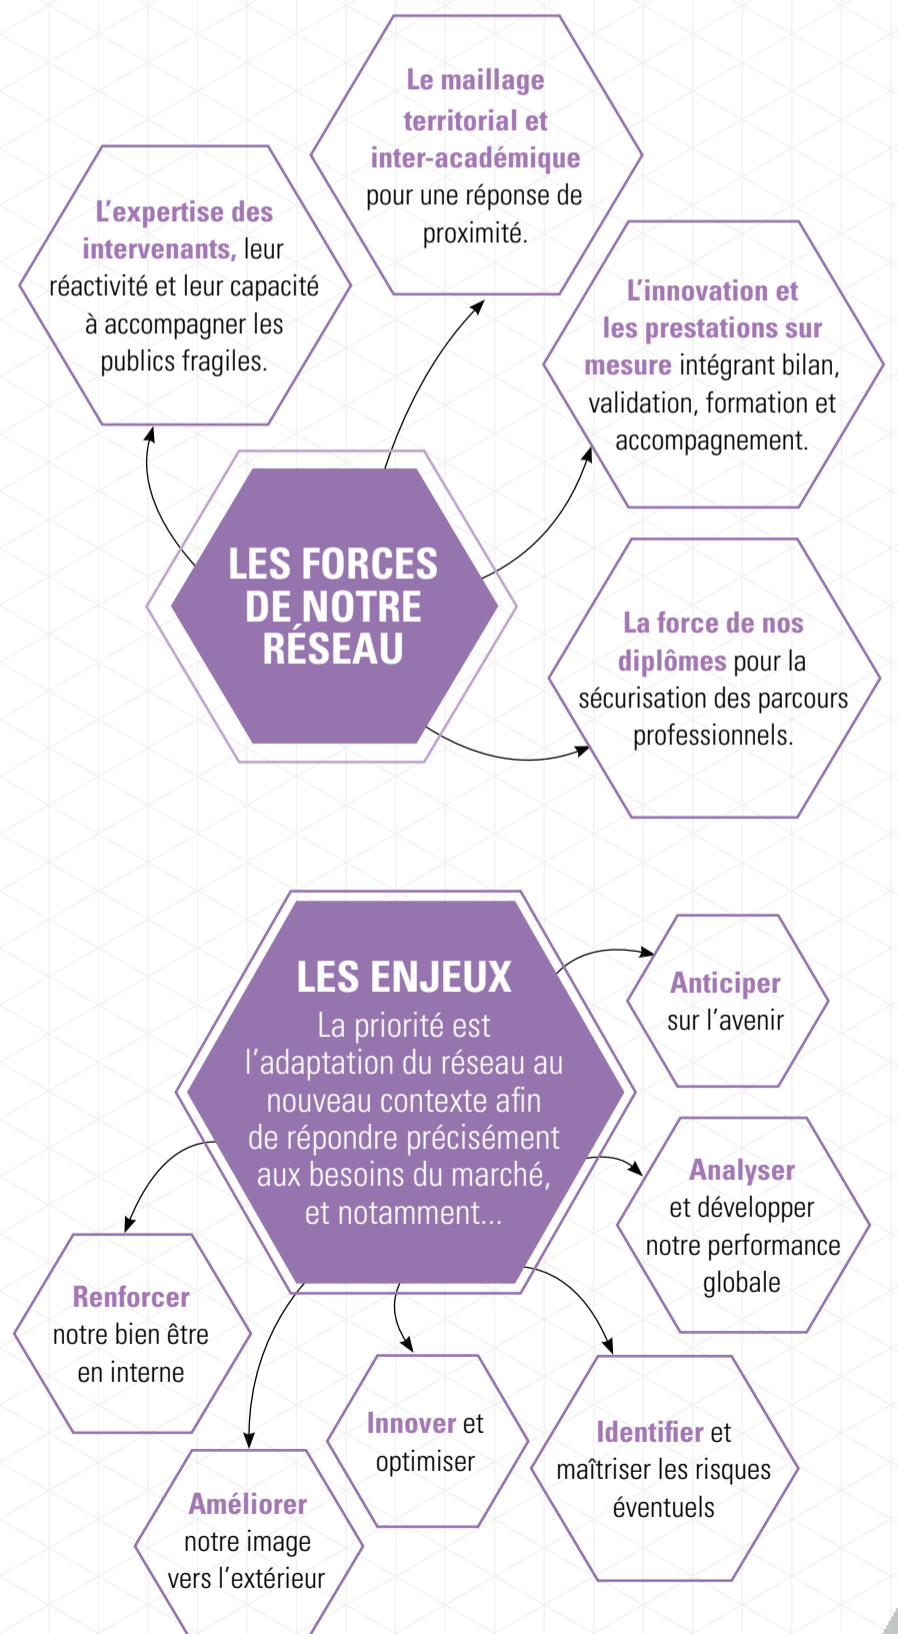 Le maillage
territorial et
inter-académique
pour une réponse de
proximité.
L'expertise des
intervenants, leur
réactivité et leur capacité
à accompagner les
publics fragiles.
L'innovation et
les prestations sur
mesure intégrant bilan,
validation, formation et
accompagnement.
LES FORCES
DE NOTRE
RÉSEAU
La force de nos
diplômes pour la
sécurisation des parcours
professionnels.
LES ENJEUX
La priorité est
l'adaptation du réseau au
nouveau contexte afin
de répondre précisément
aux besoins du marché,
et notamment...
Anticiper
sur l'avenir
Analyser
et développer
notre performance
globale
Identifier et
maîtriser les risques
éventuels
Innover et
optimiser
Améliorer
notre image
vers l'extérieur
Renforcer
notre bien être
en interne